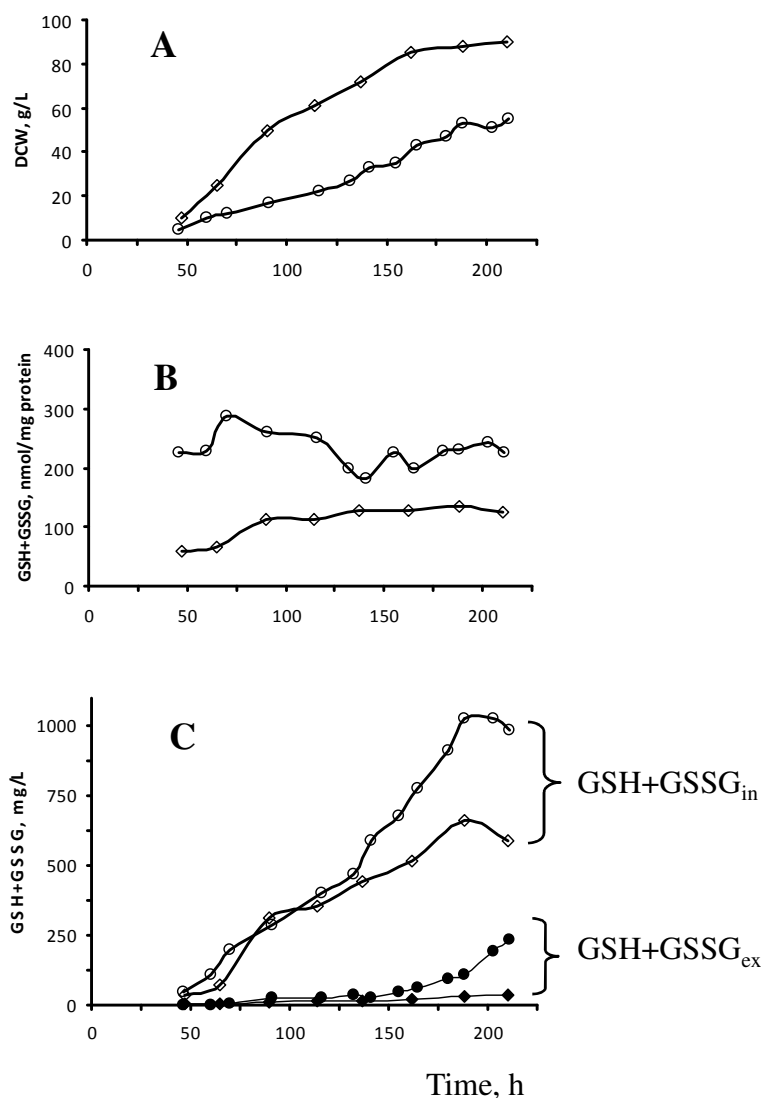 A
DCW, g/L
100
80
60
40
20
0
0 50 100 150 200
B
GSH+GSSG, nmol/mg protein
400
300
200
100
0
0 50 100 150 200
C
GSH+GSSG, mg/L
1000
750
500
250
0
0 50 100 150 200
GSH+GSSGin
GSH+GSSGex
Time, h